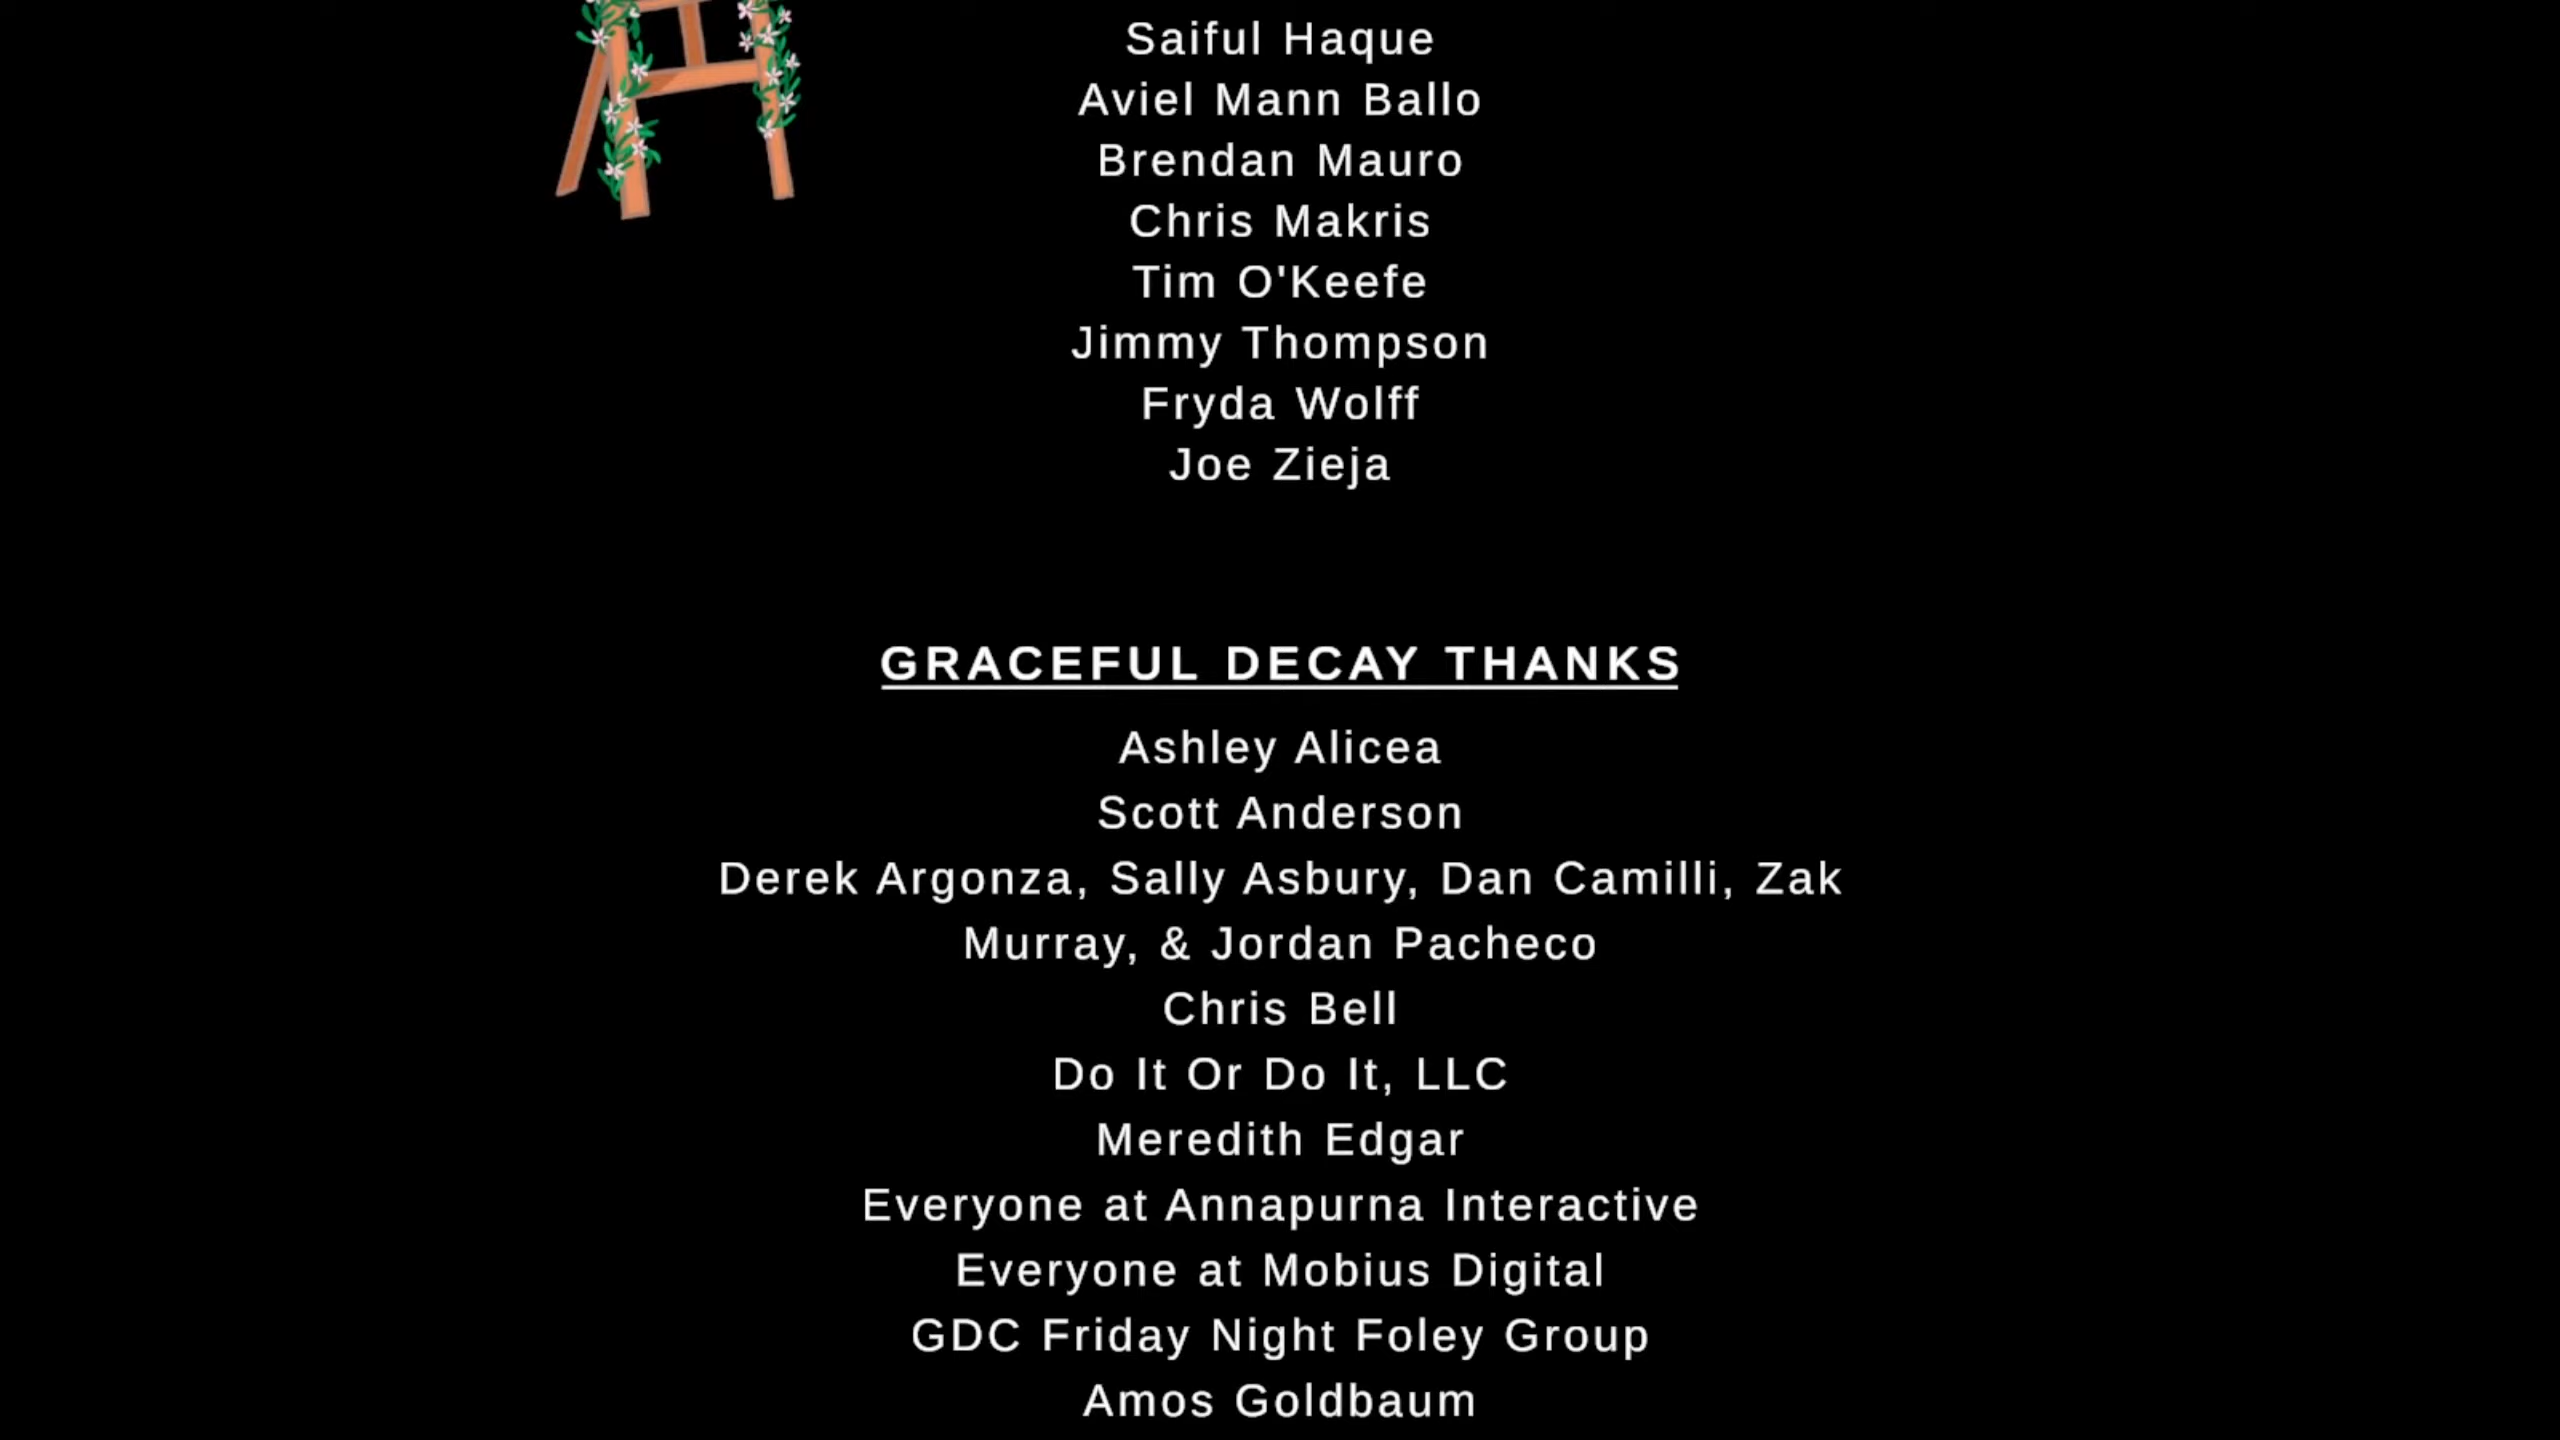 Saiful Haque
Aviel Mann Ballo
Brendan Mauro
Chris Makris
Tim O'Keefe
Jimmy Thompson
Fryda Wolff
Joe Zieja
GRACEFUL DECAY THANKS
Ashley Alicea
Scott Anderson
Derek Argonza, Sally Asbury, Dan Camilli, Zak
Murray, & Jordan Pacheco
Chris Bell
Do It Or Do It, LLC
Meredith Edgar
Everyone at Annapurna Interactive
Everyone at Mobius Digital
GDC Friday Night Foley Group
Amos Goldbaum